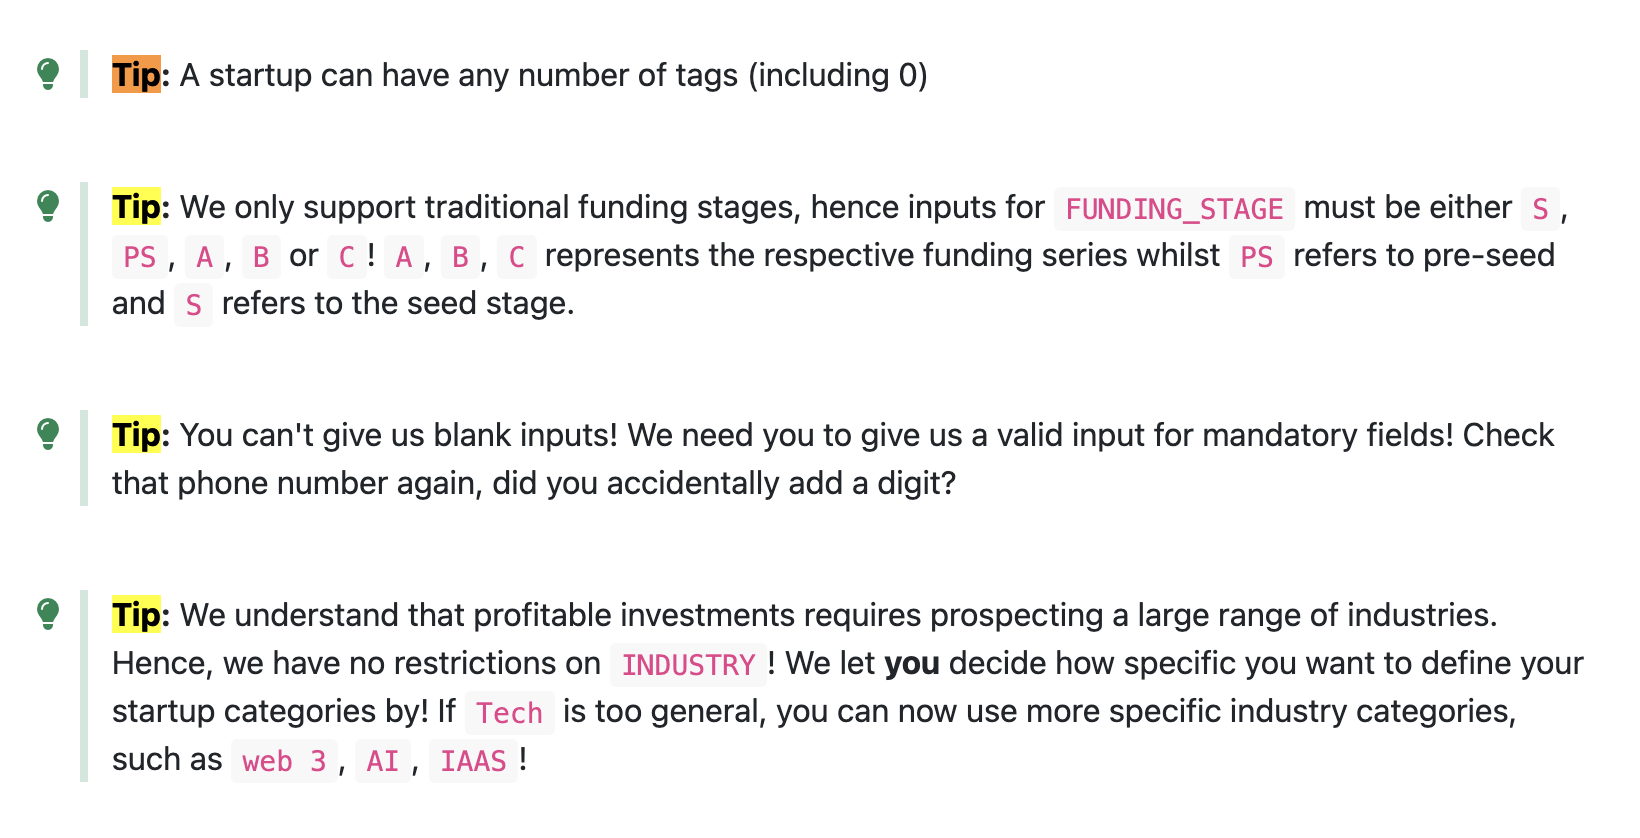 Tip: A startup can have any number of tags (including 0)
Tip: We only support traditional funding stages, hence inputs for FUNDING_STAGE must be either S,
PS, A, B or C! A, B, C represents the respective funding series whilst PS refers to pre-seed
and S refers to the seed stage.
Tip: You can't give us blank inputs! We need you to give us a valid input for mandatory fields! Check
that phone number again, did you accidentally add a digit?
Tip: We understand that profitable investments requires prospecting a large range of industries.
Hence, we have no restrictions on INDUSTRY! We let you decide how specific you want to define your
startup categories by! If Tech is too general, you can now use more specific industry categories,
such as web 3, AI, IAAS!